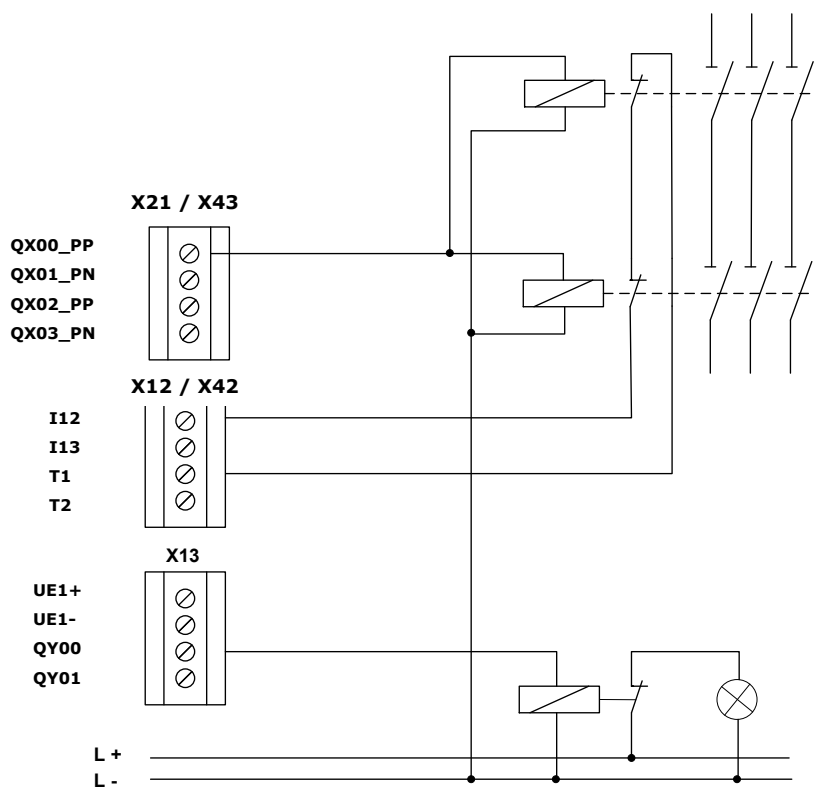 X21 / X43
QX00_PP
QX01_PN
QX02_PP
QX03_PN
X12 / X42
I12
I13
T1
T2
X13
UE1+
UE1-
QY00
QY01
L +
L -